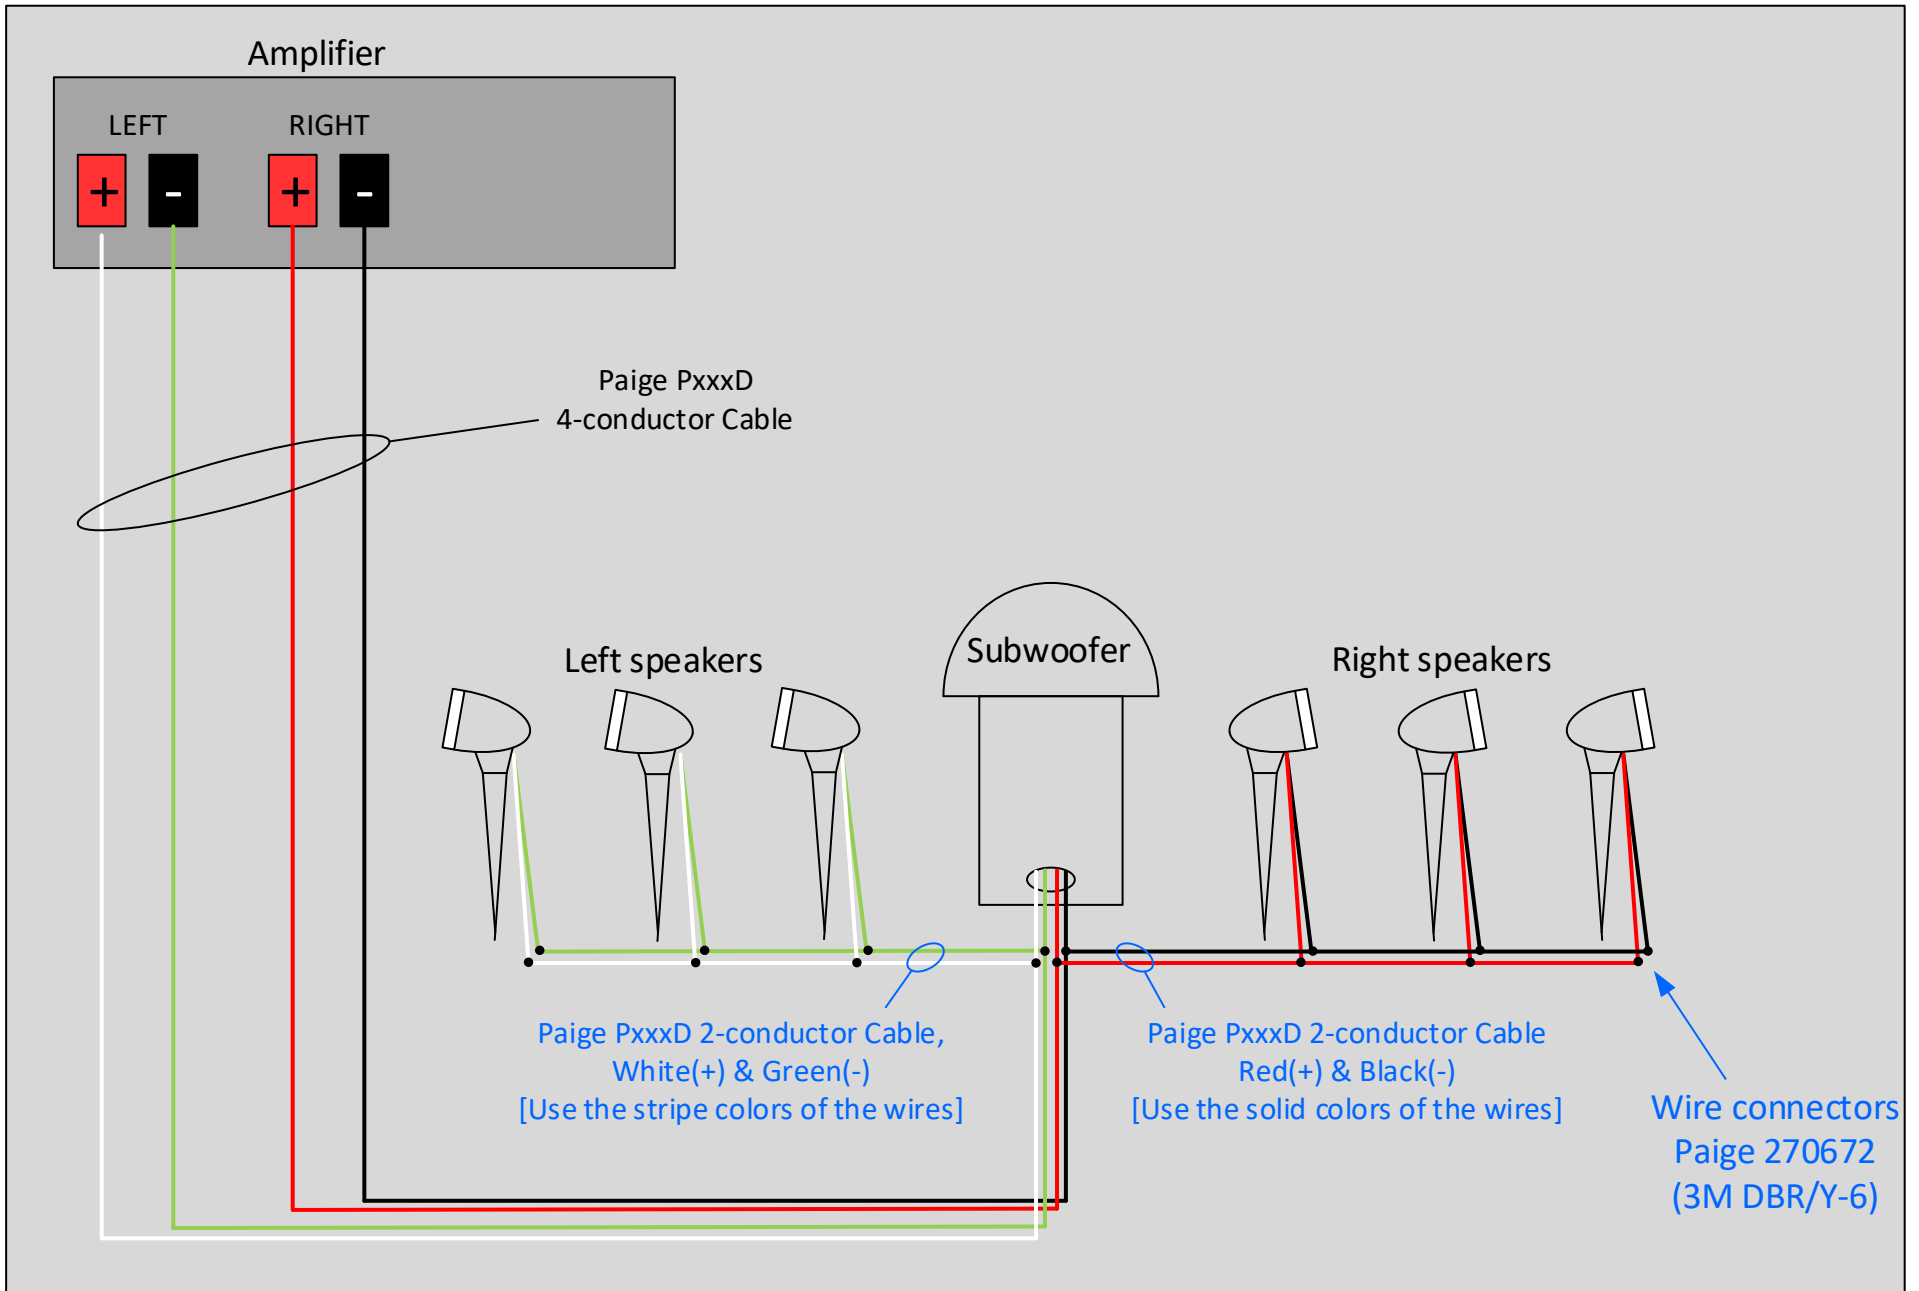 Amplifier
LEFT
RIGHT
+
-
+
-
Paige PxxxD
4-conductor Cable
Subwoofer
Left speakers
Right speakers
Paige PxxxD 2-conductor Cable,
White(+) & Green(-)
[Use the stripe colors of the wires]
Paige PxxxD 2-conductor Cable
Red(+) & Black(-)
[Use the solid colors of the wires]
Wire connectors
Paige 270672
(3M DBR/Y-6)